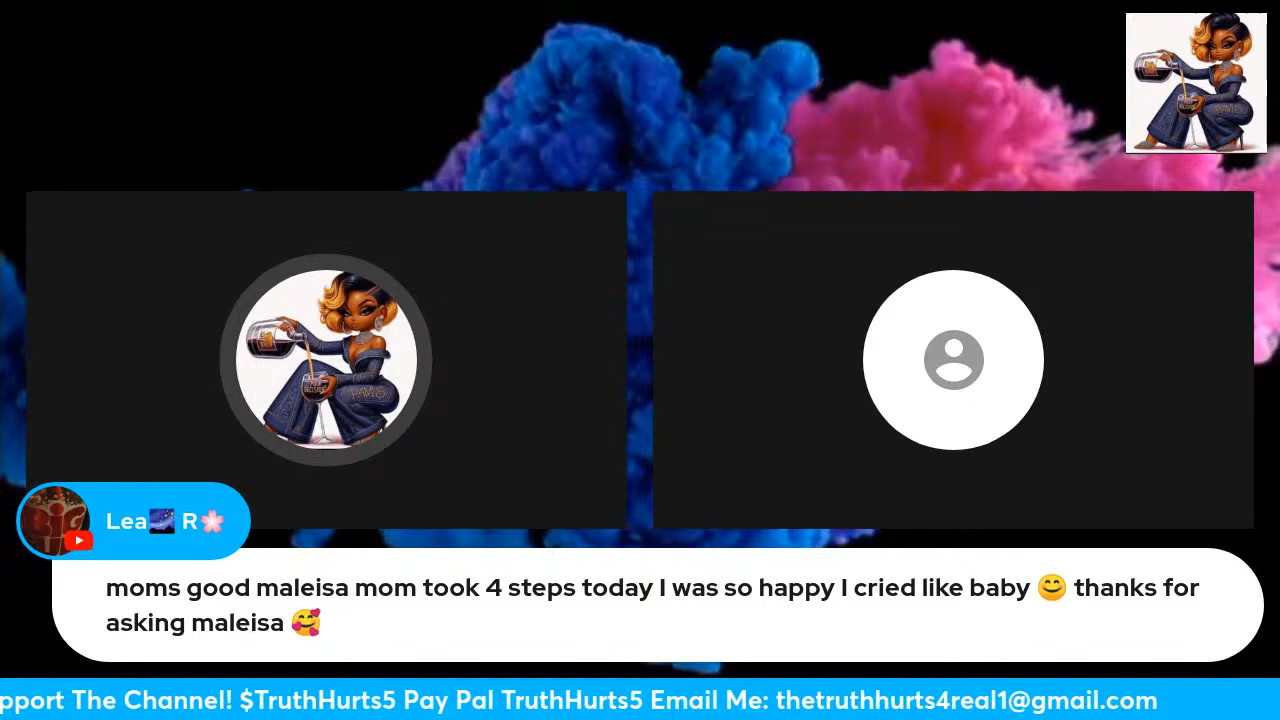 Lea🌌 R🌸
moms good maleisa mom took 4 steps today I was so happy I cried like baby 😊 thanks for
asking maleisa 🥰
pport The Channel! $TruthHurts5 Pay Pal TruthHurts5 Email Me: thetruthhurts4real1@gmail.com